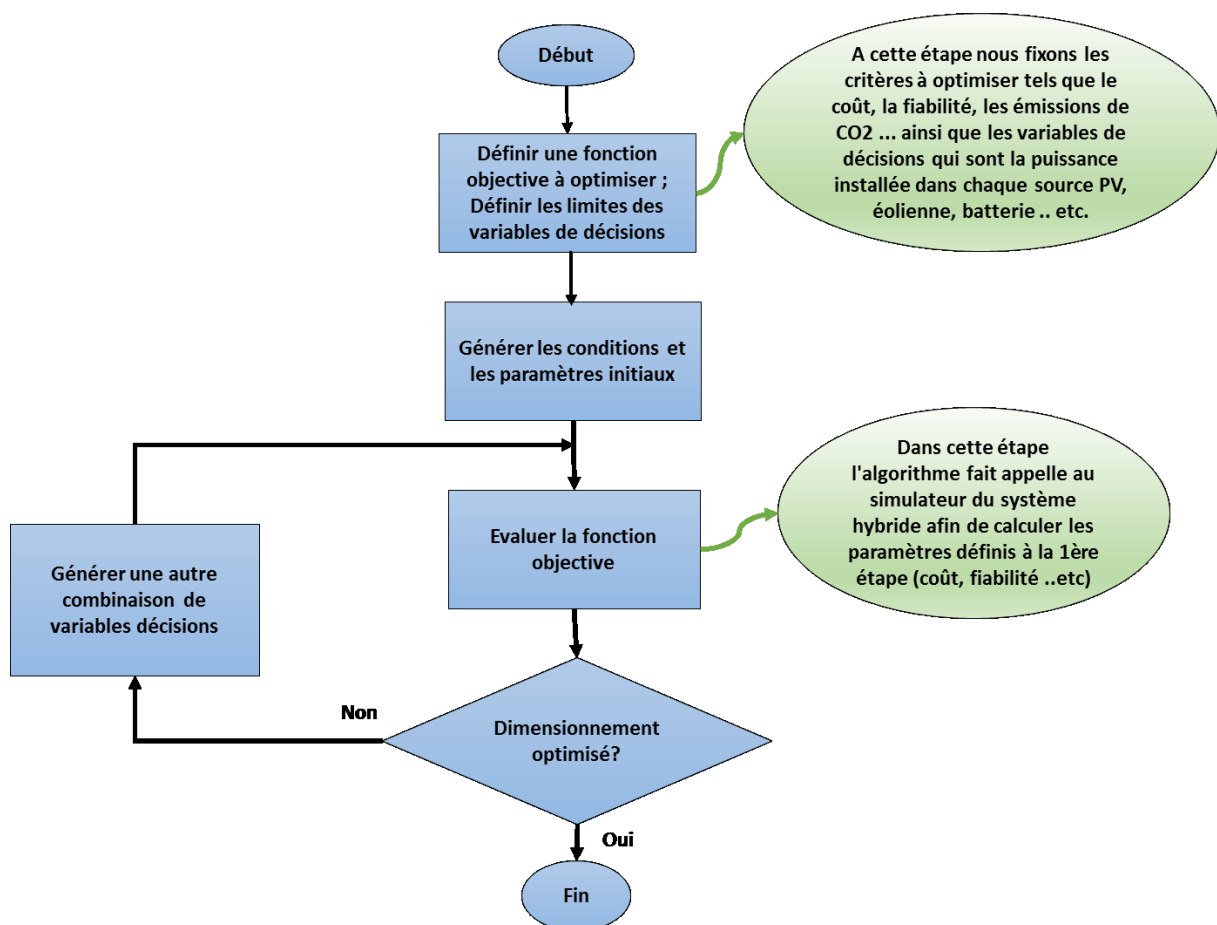 Début
A cette étape nous fixons les
critères à optimiser tels que le
coût, la fiabilité, les émissions de
CO2 ... ainsi que les variables de
décisions qui sont la puissance
installée dans chaque source PV,
éolienne, batterie .. etc.
Définir une fonction
objective à optimiser ;
Définir les limites des
variables de décisions
Générer les conditions et
les paramètres initiaux
Dans cette étape
l'algorithme fait appelle au
simulateur du système
hybride afin de calculer les
paramètres définis à la 1ère
étape (coût, fiabilité ..etc)
Evaluer la fonction
objective
Générer une autre
combinaison de
variables décisions
Non
Dimensionnement
optimisé?
Oui
Fin